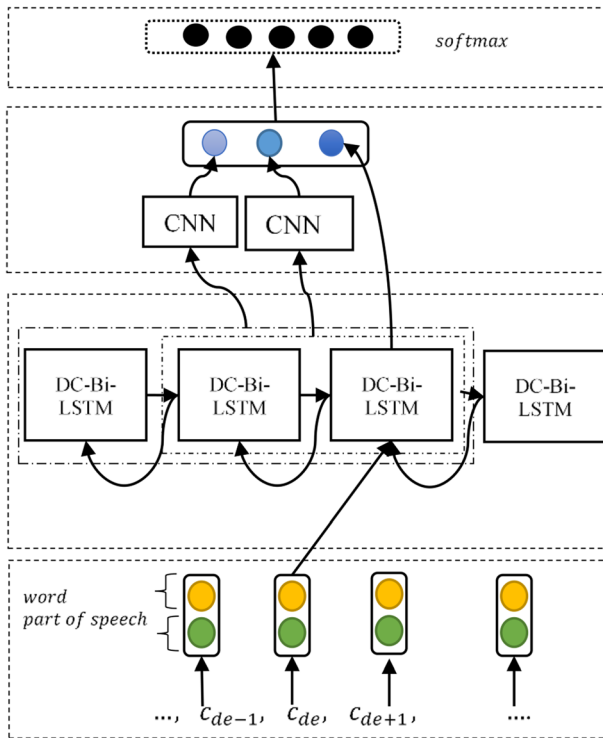 softmax
CNN CNN
DC-Bi-
LSTM
DC-Bi-
LSTM
DC-Bi-
LSTM
DC-Bi-
LSTM
word
part of speech
..., c_{de-1}, c_{de}, c_{de+1}, ....